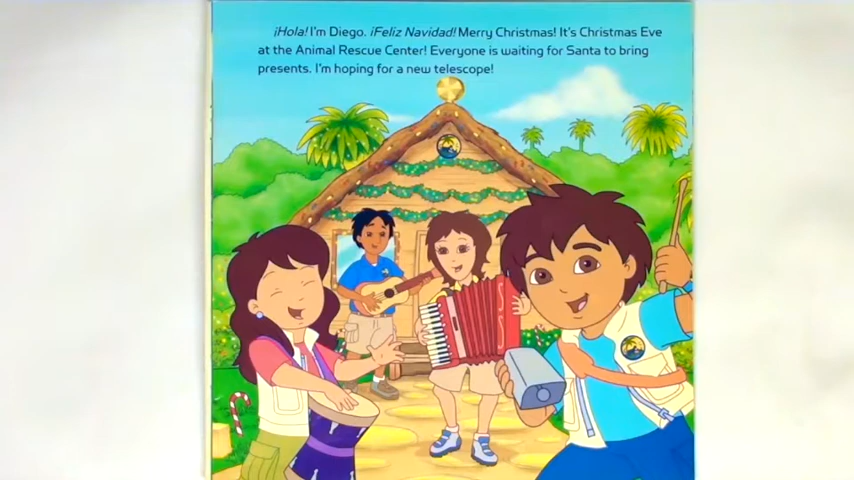 ¡Hola! I'm Diego. ¡Feliz Navidad! Merry Christmas! It's Christmas Eve
at the Animal Rescue Center! Everyone is waiting for Santa to bring
presents. I'm hoping for a new telescope!